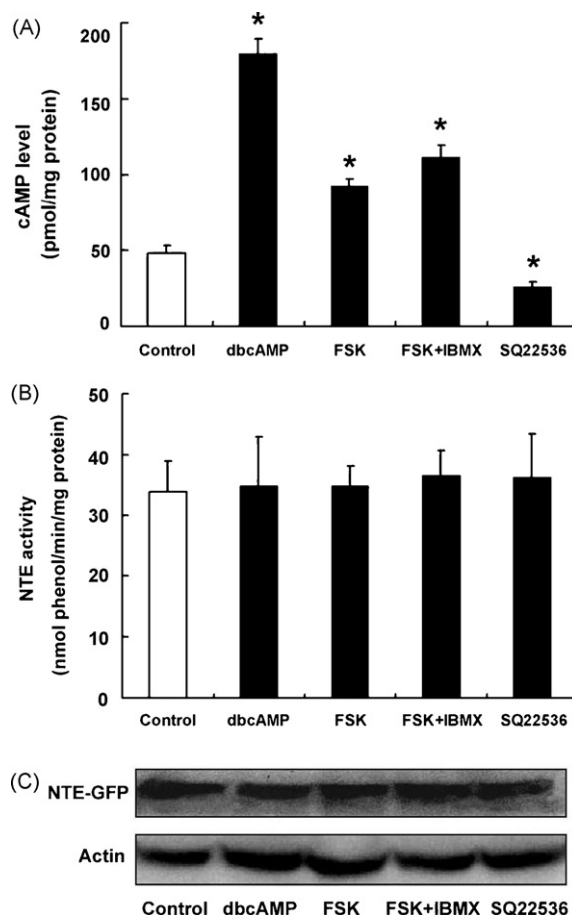 (A)
cAMP level
(pmol/mg protein)
200
150
100
50
0
*
*
*
*
Control dbcAMP FSK FSK+IBMX SQ22536
(B)
NTE activity
(nmol phenol/min/mg protein)
50
40
30
20
10
0
Control dbcAMP FSK FSK+IBMX SQ22536
(C)
NTE-GFP
Actin
Control dbcAMP FSK FSK+IBMX SQ22536